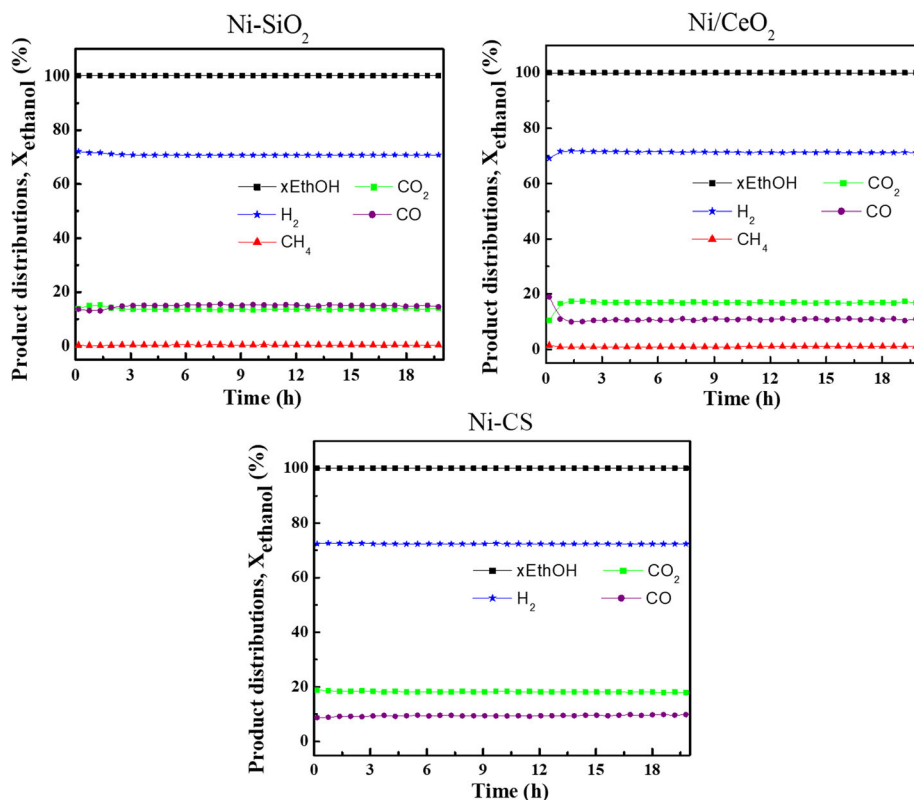 Ni-SiO₂
Product distributions, X_ethanol (%)
100
80
60
40
20
0
xEthOH
CO₂
H₂
CO
CH₄
0 3 6 9 12 15 18
Time (h)
Ni/CeO₂
Product distributions, X_ethanol (%)
100
80
60
40
20
0
xEthOH
CO₂
H₂
CO
CH₄
0 3 6 9 12 15 18
Time (h)
Ni-CS
Product distributions, X_ethanol (%)
100
80
60
40
20
0
xEthOH
CO₂
H₂
CO
0 3 6 9 12 15 18
Time (h)